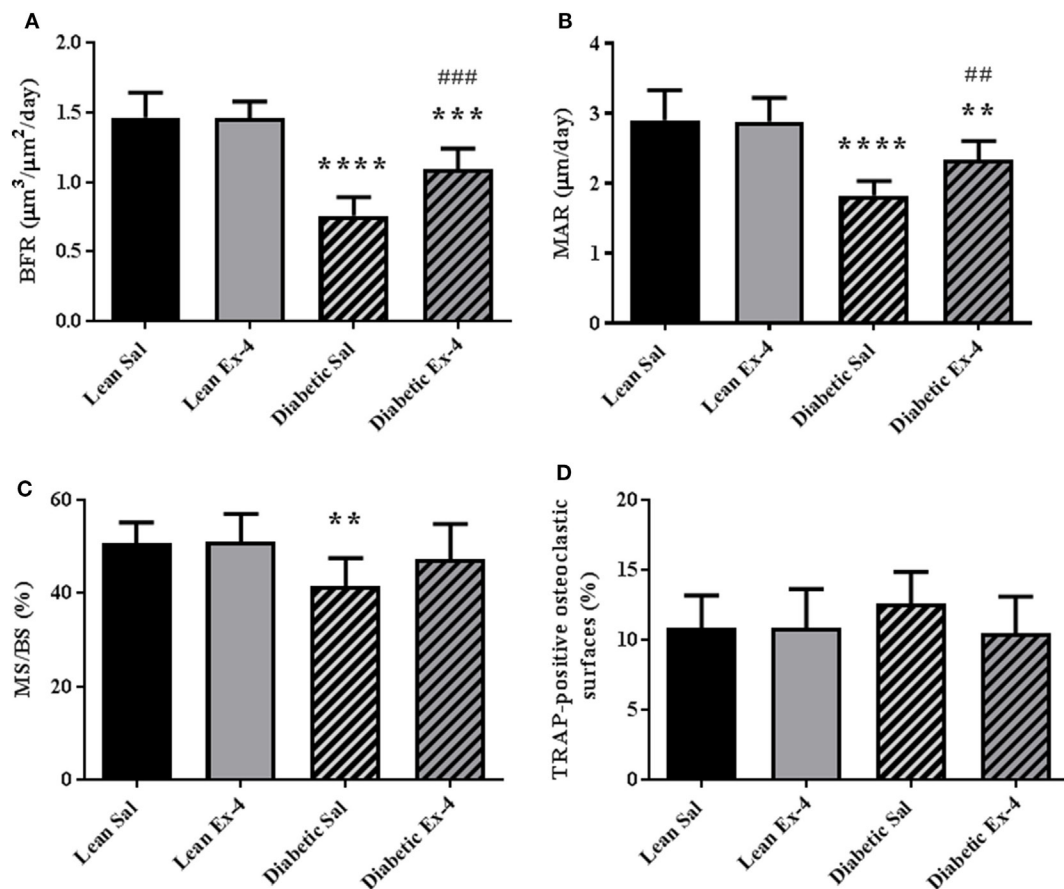 A
BFR (μm³/μm²/day)
2.0
1.5
1.0
0.5
0.0
****
###
***
Lean Sal
Lean Ex-4
Diabetic Sal
Diabetic Ex-4
B
MAR (μm/day)
4
3
2
1
0
****
##
**
Lean Sal
Lean Ex-4
Diabetic Sal
Diabetic Ex-4
C
MS/BS (%)
60
40
20
0
**
Lean Sal
Lean Ex-4
Diabetic Sal
Diabetic Ex-4
D
TRAP-positive osteoclastic
surfaces (%)
20
15
10
5
0
Lean Sal
Lean Ex-4
Diabetic Sal
Diabetic Ex-4